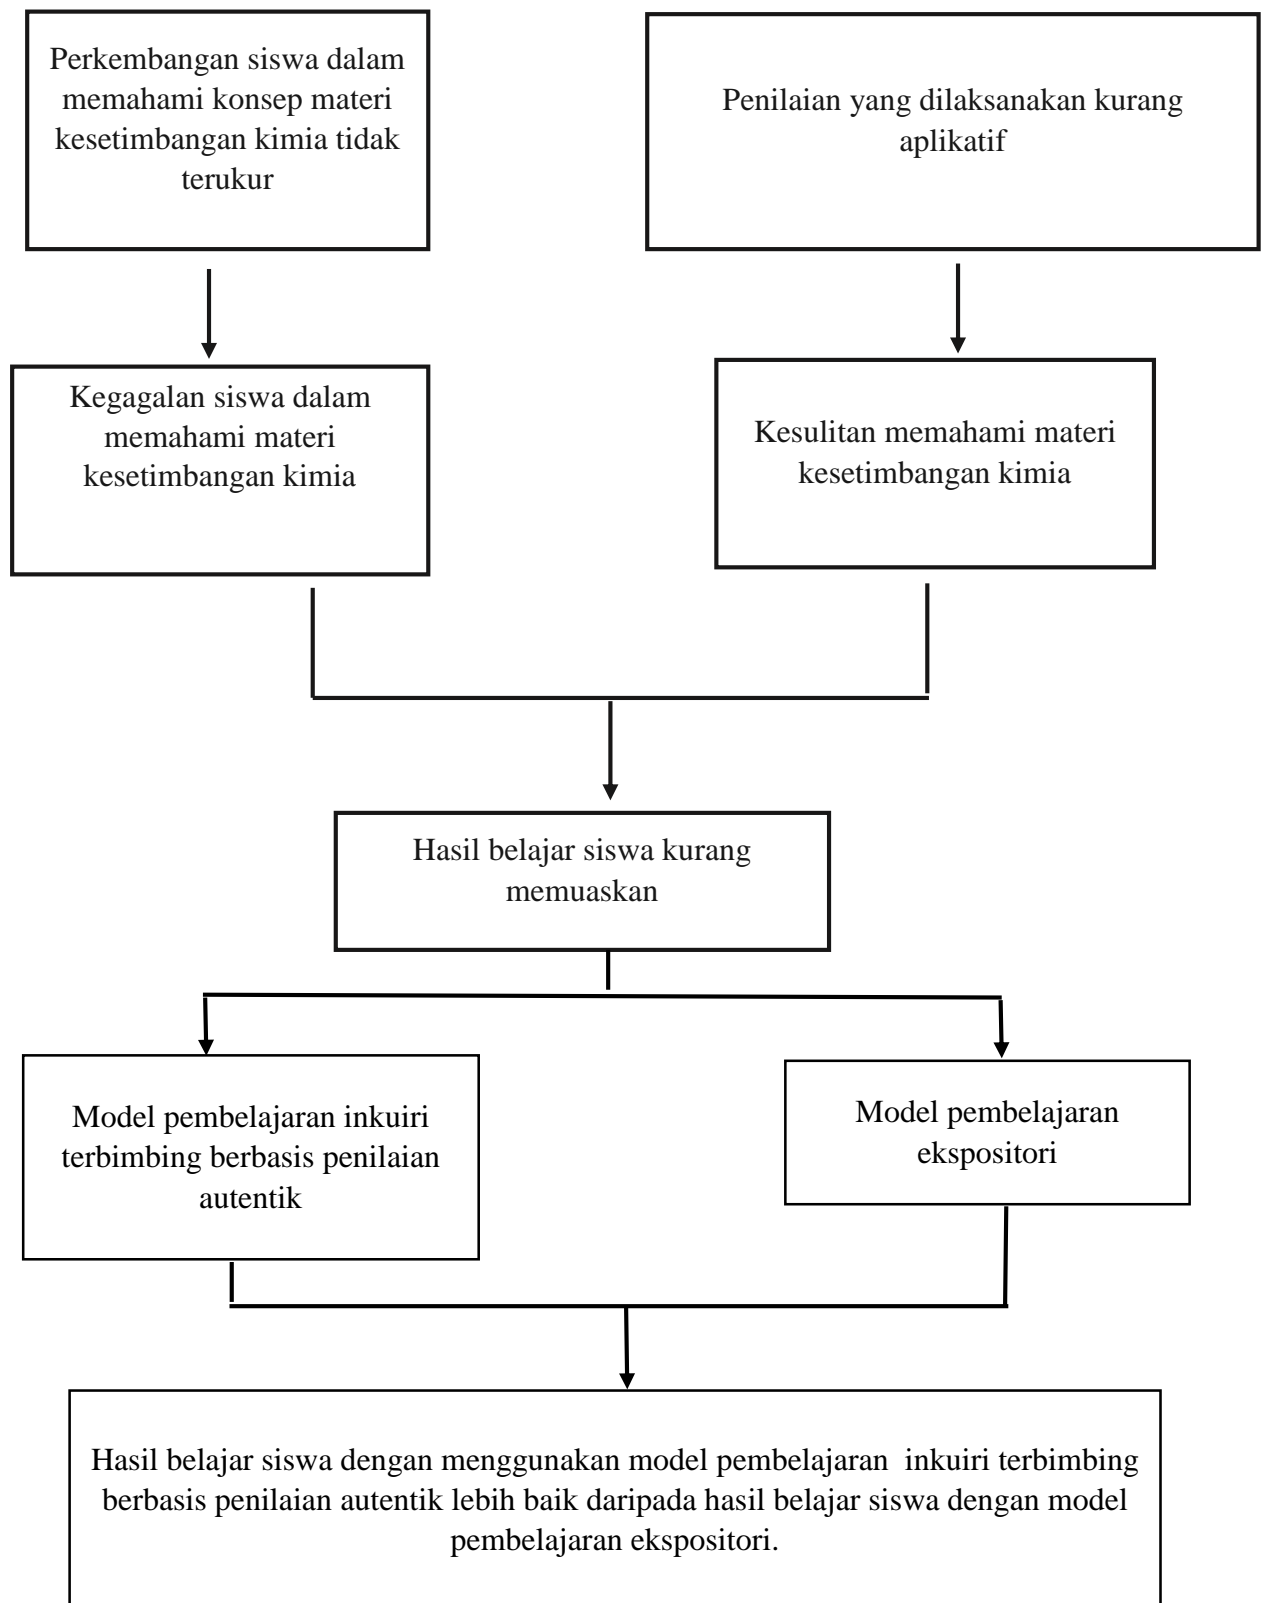 Perkembangan siswa dalam
memahami konsep materi
kesetimbangan kimia tidak
terukur
Penilaian yang dilaksanakan kurang
aplikatif
Kegagalan siswa dalam
memahami materi
kesetimbangan kimia
Kesulitan memahami materi
kesetimbangan kimia
Hasil belajar siswa kurang
memuaskan
Model pembelajaran inkuiri
terbimbing berbasis penilaian
autentik
Model pembelajaran
ekspositori
Hasil belajar siswa dengan menggunakan model pembelajaran  inkuiri terbimbing
berbasis penilaian autentik lebih baik daripada hasil belajar siswa dengan model
pembelajaran ekspositori.